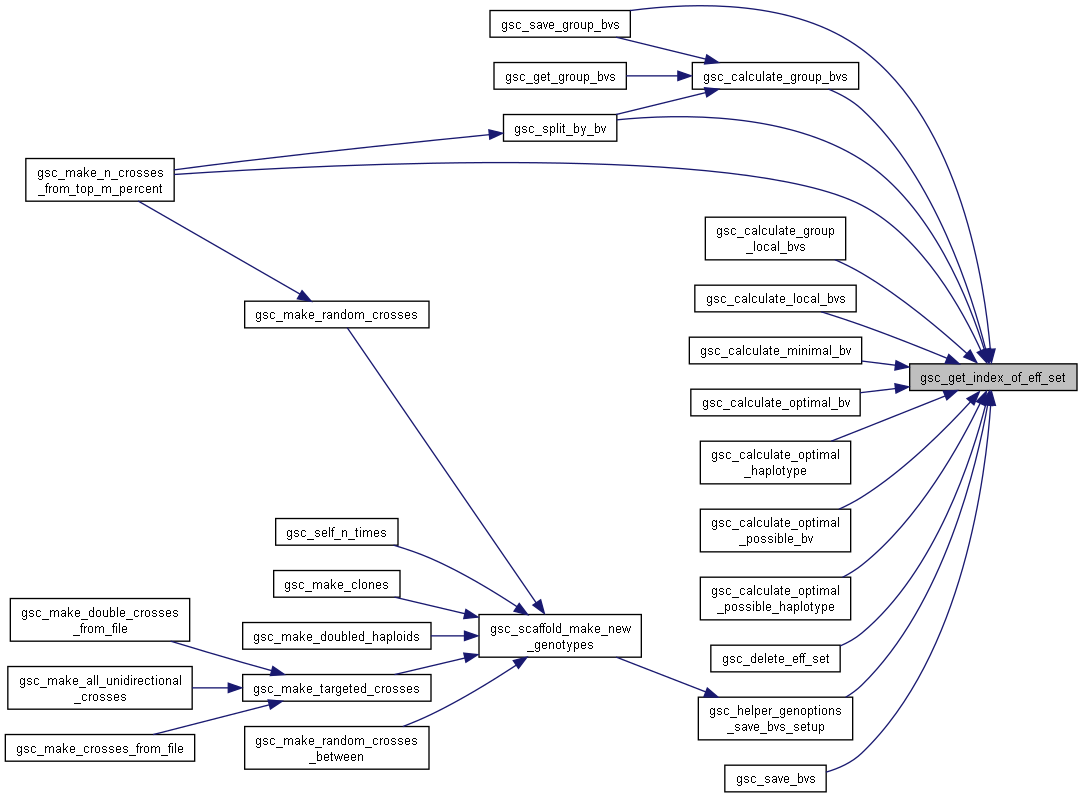 gsc_save_group_bvs
gsc_calculate_group_bvs
gsc_get_group_bvs
gsc_split_by_bv
gsc_make_n_crosses
_from_top_m_percent
gsc_calculate_group
_local_bvs
gsc_calculate_local_bvs
gsc_make_random_crosses
gsc_calculate_minimal_bv
gsc_get_index_of_eff_set
gsc_calculate_optimal_bv
gsc_calculate_optimal
_haplotype
gsc_calculate_optimal
_possible_bv
gsc_self_n_times
gsc_make_clones
gsc_calculate_optimal
_possible_haplotype
gsc_make_double_crosses
_from_file
gsc_make_doubled_haploids
gsc_scaffold_make_new
_genotypes
gsc_delete_eff_set
gsc_make_all_unidirectional
_crosses
gsc_make_targeted_crosses
gsc_helper_genoptions
_save_bvs_setup
gsc_make_crosses_from_file
gsc_make_random_crosses
_between
gsc_save_bvs